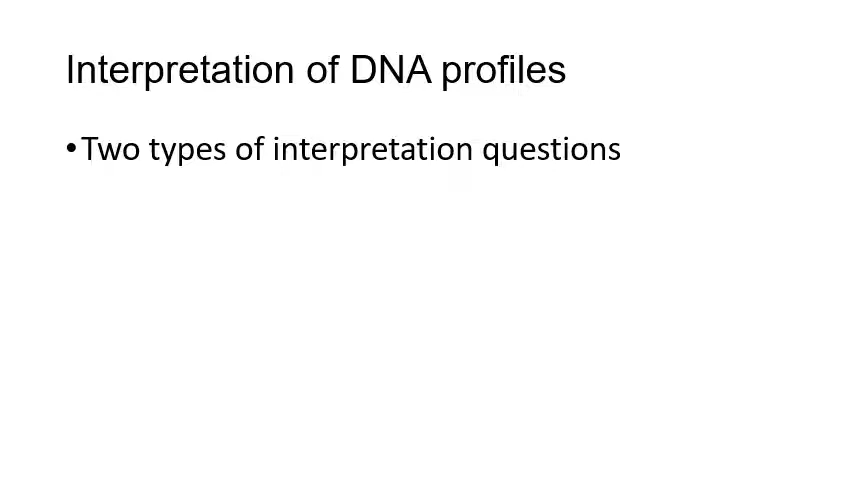 Interpretation of DNA profiles
•Two types of interpretation questions